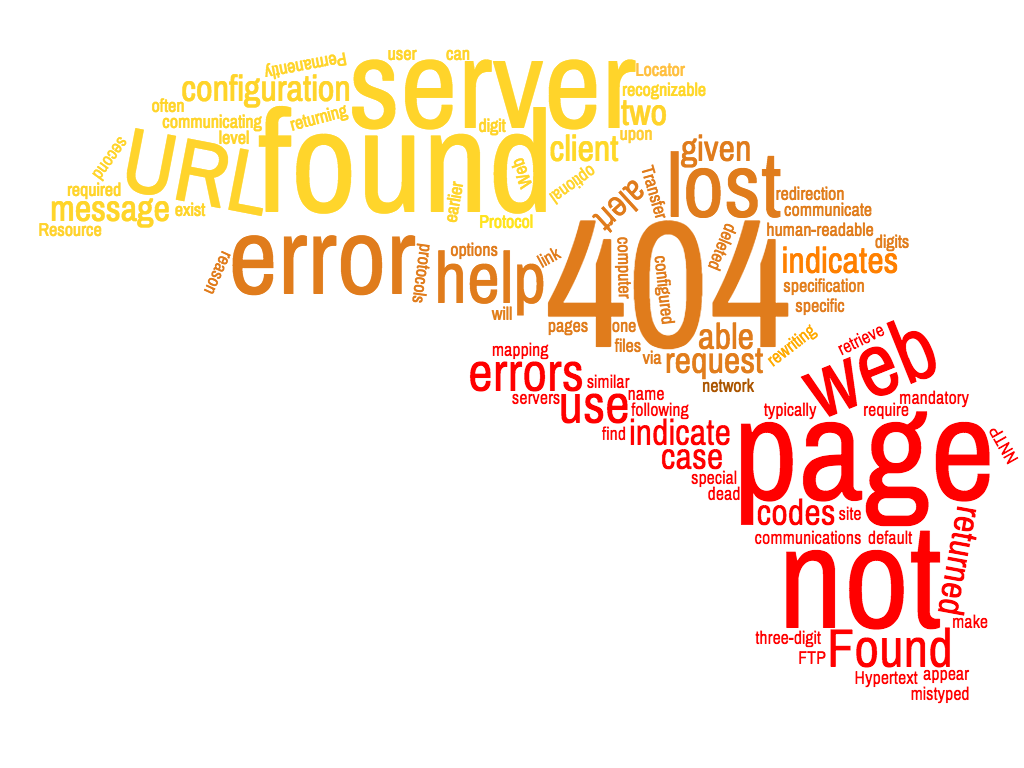 Permanently
user
can
server
Locator
configuration
recognizable
often
returning
two
communicating
found
digit
upon
level
URL
client
second
Web
optional
required
earlier
message
exist
Protocol
Resource
given
lost
Transfer
alert
redirection
communicate
404
deleted
human-readable
digits
error
protocols
options
link
computer
configured
indicates
reason
help
specification
specific
will
pages
one
able
files
via
request
rewriting
network
mapping
errors
similar
servers
use
name
following
find
indicate
case
special
dead
retrieve
web
mandatory
typically
require
page
NNTP
codes
site
returned
communications
default
not
make
three-digit
Found
FTP
Hypertext
appear
mistyped